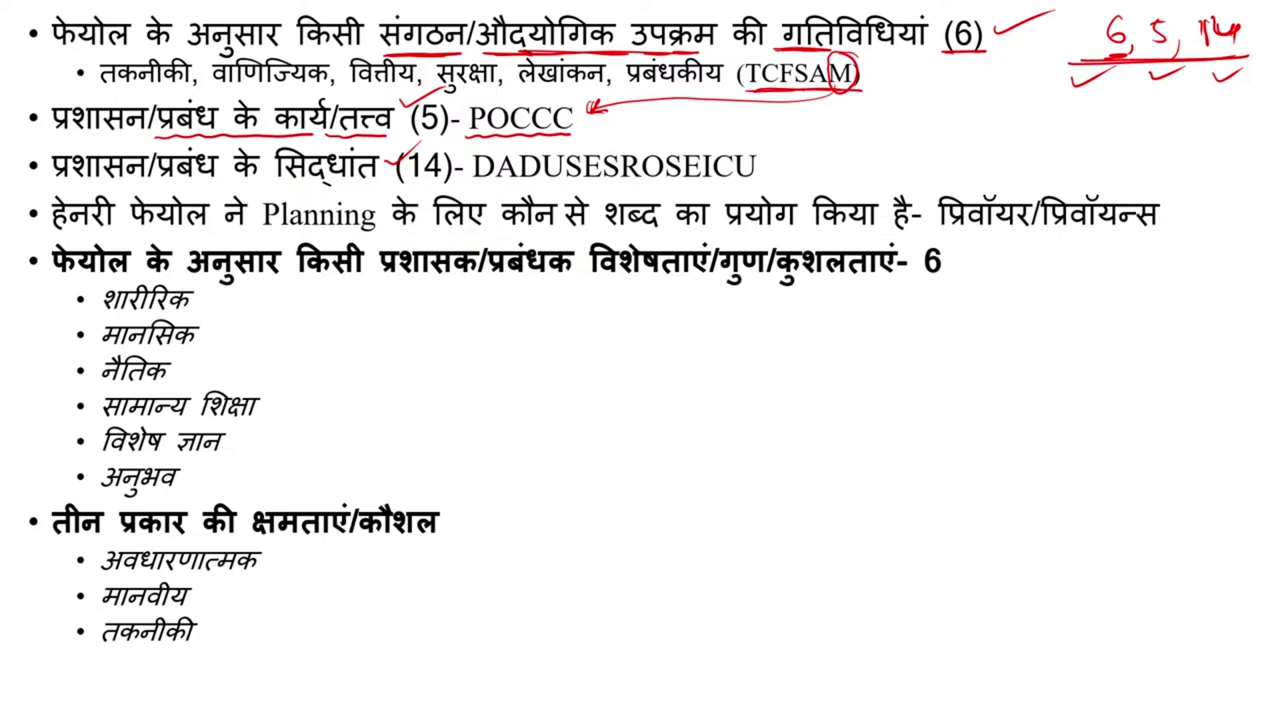 • फेयोल के अनुसार किसी संगठन/औद्योगिक उपक्रम की गतिविधियां (6)
6, 5, 14
• तकनीकी, वाणिज्यिक, वित्तीय, सुरक्षा, लेखांकन, प्रबंधकीय (TCFSAM)
• प्रशासन/प्रबंध के कार्य/तत्त्व (5)- POCCC
• प्रशासन/प्रबंध के सिद्धांत (14)- DADUSESROSEICU
• हेनरी फेयोल ने Planning के लिए कौन से शब्द का प्रयोग किया है- प्रिवॉयर/प्रिवॉयन्स
• फेयोल के अनुसार किसी प्रशासक/प्रबंधक विशेषताएं/गुण/कुशलताएं- 6
• शारीरिक
• मानसिक
• नैतिक
• सामान्य शिक्षा
• विशेष ज्ञान
• अनुभव
• तीन प्रकार की क्षमताएं/कौशल
• अवधारणात्मक
• मानवीय
• तकनीकी